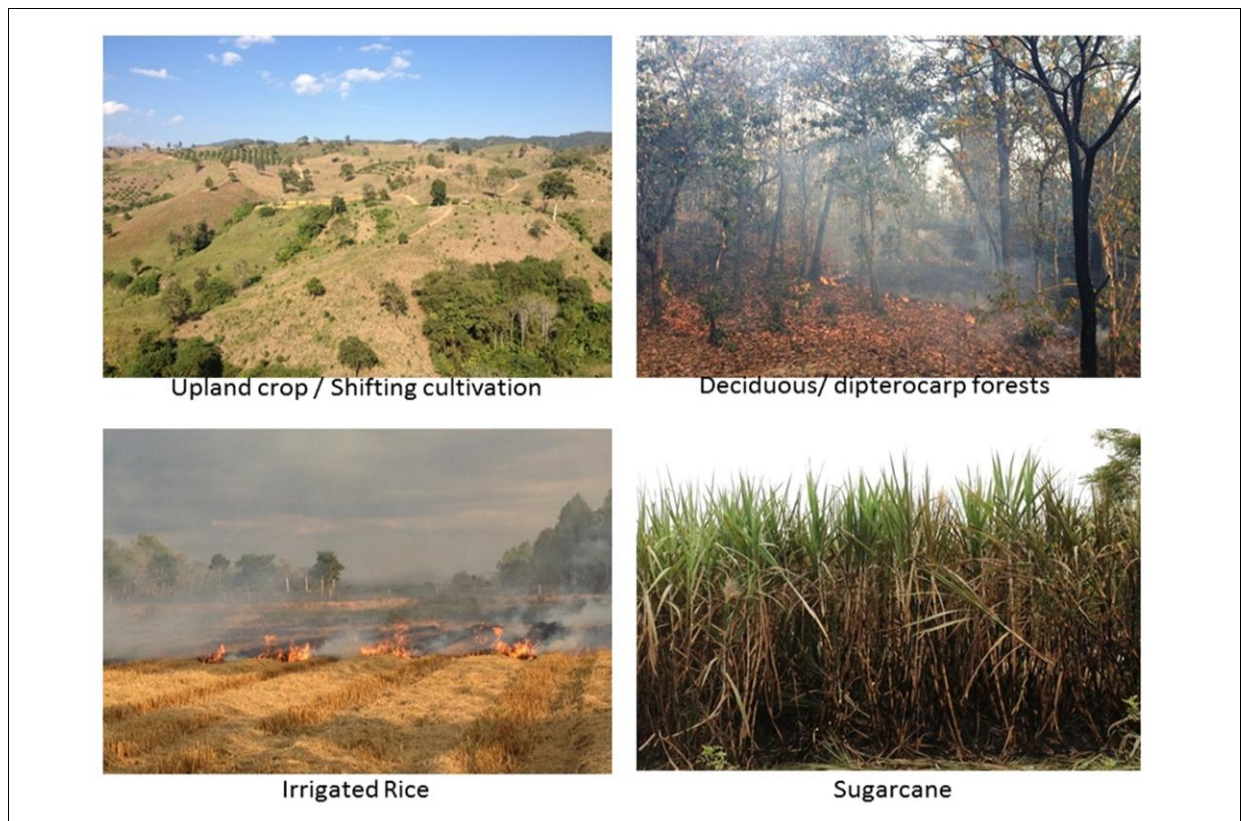 Upland crop / Shifting cultivation
Deciduous/ dipterocarp forests
Irrigated Rice
Sugarcane